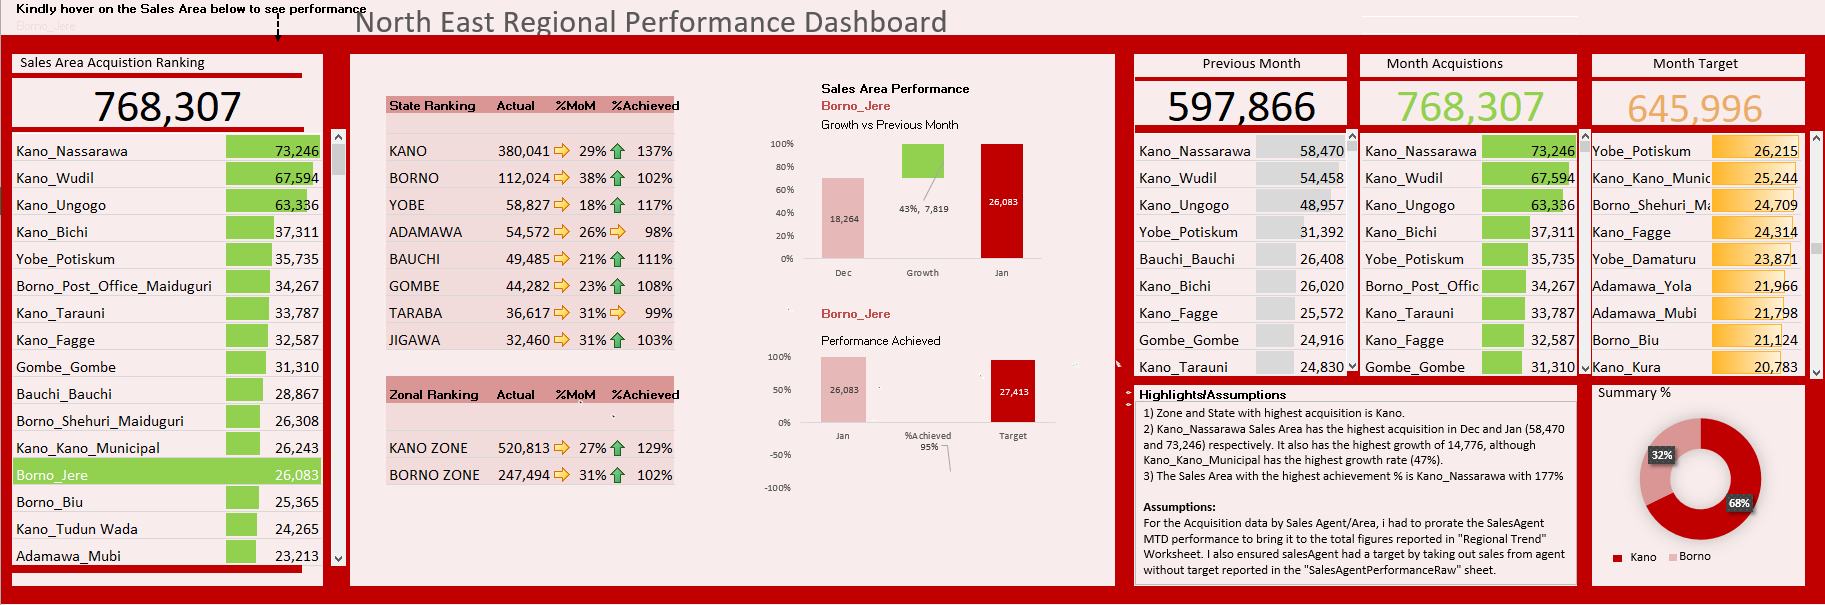 Kindly hover on the Sales Area below to see performance
Borno_Jere
North East Regional Performance Dashboard
Sales Area Acquistion Ranking
768,307
Kano_Nassarawa 73,246
Kano_Wudil 67,594
Kano_Ungogo 63,336
Kano_Bichi 37,311
Yobe_Potiskum 35,735
Borno_Post_Office_Maiduguri 34,267
Kano_Tarauni 33,787
Kano_Fagge 32,587
Gombe_Gombe 31,310
Bauchi_Bauchi 28,867
Borno_Shehuri_Maiduguri 26,308
Kano_Kano_Municipal 26,243
Borno_Jere 26,083
Borno_Biu 25,365
Kano_Tudun Wada 24,265
Adamawa_Mubi 23,213
State Ranking Actual %MoM %Achieved
KANO 380,041 29% 137%
BORNO 112,024 38% 102%
YOBE 58,827 18% 117%
ADAMAWA 54,572 26% 98%
BAUCHI 49,485 21% 111%
GOMBE 44,282 23% 108%
TARABA 36,617 31% 99%
JIGAWA 32,460 31% 103%
Zonal Ranking Actual %MoM %Achieved
KANO ZONE 520,813 27% 129%
BORNO ZONE 247,494 31% 102%
Sales Area Performance
Borno_Jere
Growth vs Previous Month
100%
80%
60%
40%
20%
0%
18,264
43%, 7,819
26,083
Dec Growth Jan
Borno_Jere
Performance Achieved
100%
50%
0%
-50%
-100%
26,083
27,413
Jan %Achieved Target
95%
Previous Month
597,866
Kano_Nassarawa 58,470
Kano_Wudil 54,458
Kano_Ungogo 48,957
Yobe_Potiskum 31,392
Bauchi_Bauchi 26,408
Kano_Bichi 26,020
Kano_Fagge 25,572
Gombe_Gombe 24,916
Kano_Tarauni 24,830
Month Acquistions
768,307
Kano_Nassarawa 73,246
Kano_Wudil 67,594
Kano_Ungogo 63,336
Kano_Bichi 37,311
Yobe_Potiskum 35,735
Borno_Post_Offic 34,267
Kano_Tarauni 33,787
Kano_Fagge 32,587
Gombe_Gombe 31,310
Month Target
645,996
Yobe_Potiskum 26,215
Kano_Kano_Munic 25,244
Borno_Shehuri_Ma 24,709
Kano_Fagge 24,314
Yobe_Damaturu 23,871
Adamawa_Yola 21,966
Adamawa_Mubi 21,798
Borno_Biu 21,124
Kano_Kura 20,783
Highlights/Assumptions
1) Zone and State with highest acquisition is Kano.
2) Kano_Nassarawa Sales Area has the highest acquisition in Dec and Jan (58,470
and 73,246) respectively. It also has the highest growth of 14,776, although
Kano_Kano_Municipal has the highest growth rate (47%).
3) The Sales Area with the highest achievement % is Kano_Nassarawa with 177%
Assumptions:
For the Acquisition data by Sales Agent/Area, i had to prorate the SalesAgent
MTD performance to bring it to the total figures reported in "Regional Trend"
Worksheet. I also ensured salesAgent had a target by taking out sales from agent
without target reported in the "SalesAgentPerformanceRaw" sheet.
Summary %
32%
68%
Kano Borno